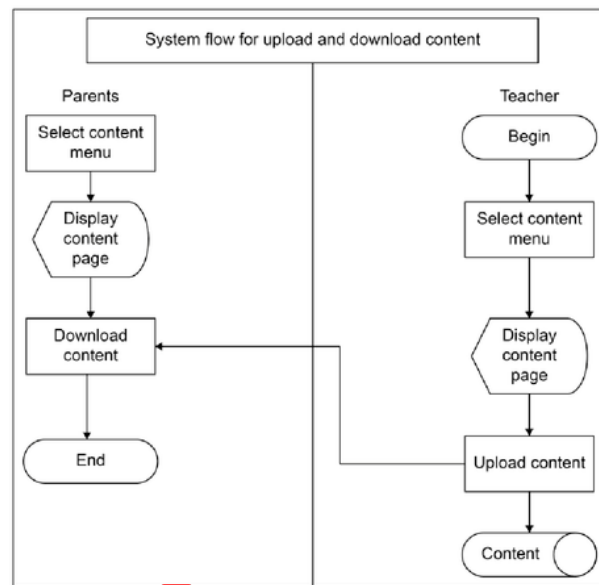 System flow for upload and download content
Parents
Select content
menu
Display
content
page
Download
content
End
Teacher
Begin
Select content
menu
Display
content
page
Upload content
Content